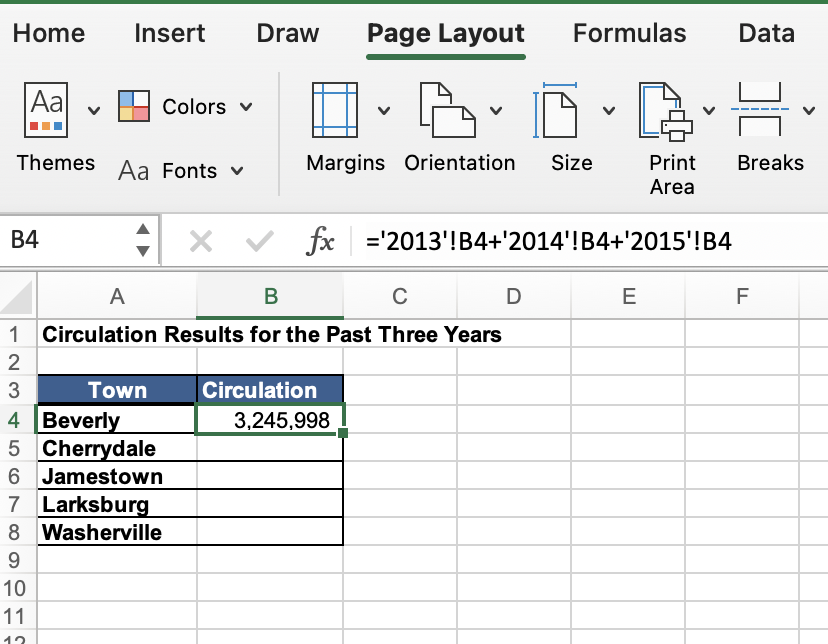 Home Insert Draw Page Layout Formulas Data
Aa Colors
Themes Aa Fonts Margins Orientation Size Print Area Breaks
B4 fx ='2013'!B4+'2014'!B4+'2015'!B4
A B C D E F
1 Circulation Results for the Past Three Years
2
3 Town Circulation
4 Beverly 3,245,998
5 Cherrydale
6 Jamestown
7 Larksburg
8 Washerville
9
10
11
12